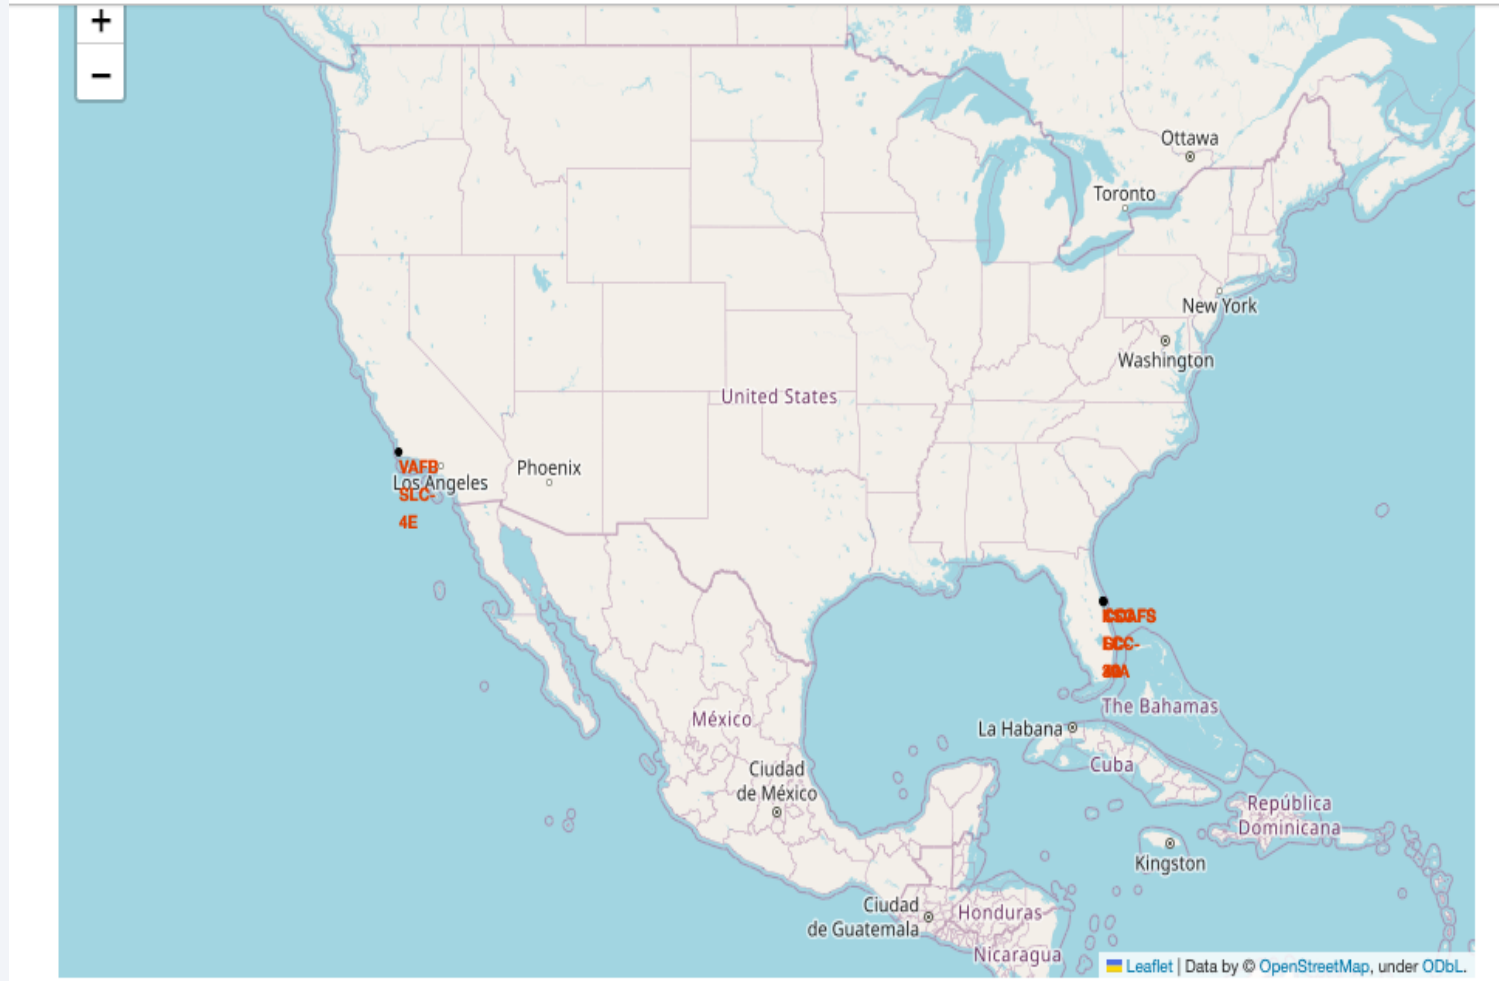 +
−
Ottawa
Toronto
New York
Washington
United States
VAFB
SLC-
4E
Los Angeles
Phoenix
The Bahamas
La Habana
Cuba
México
Ciudad
de México
República
Dominicana
Kingston
Ciudad
de Guatemala
Honduras
Nicaragua
Leaflet | Data by © OpenStreetMap, under ODbL.